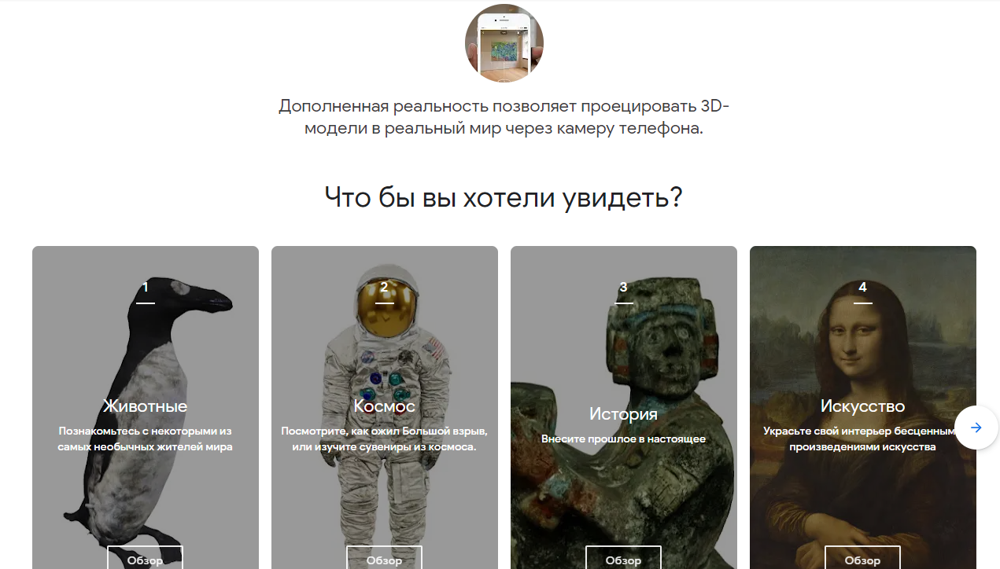 Дополненная реальность позволяет проецировать 3D-
модели в реальный мир через камеру телефона.
Что бы вы хотели увидеть?
1
Животные
Познакомьтесь с некоторыми из
самых необычных жителей мира
Обзор
2
Космос
Посмотрите, как ожил Большой взрыв,
или изучите сувениры из космоса.
Обзор
3
История
Внесите прошлое в настоящее
Обзор
4
Искусство
Украсьте свой интерьер бесценным
произведениями искусства
Обзор